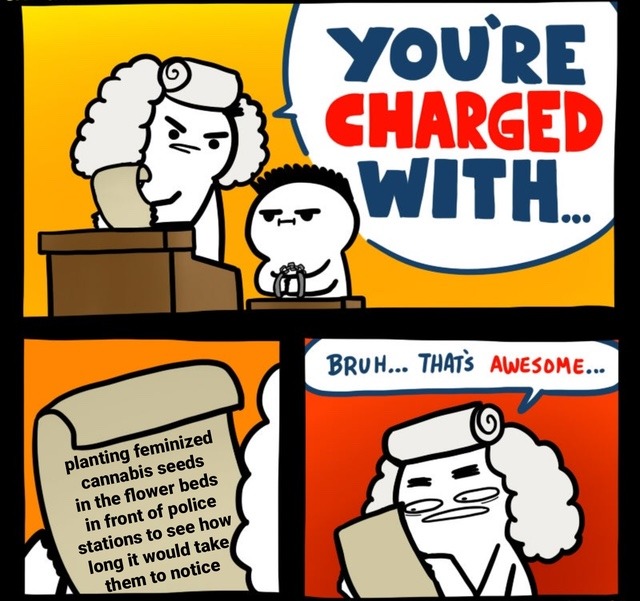 YOU'RE
CHARGED
WITH...
planting feminized
cannabis seeds
in the flower beds
in front of police
stations to see how
long it would take
them to notice
BRUH... THAT'S AWESOME...